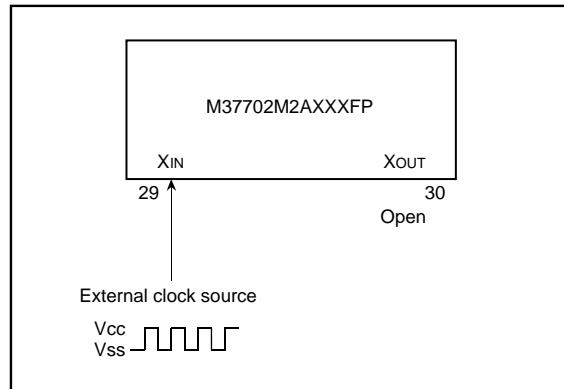 M37702M2AXXXFP
XIN XOUT
29 30
Open
External clock source
Vcc
Vss